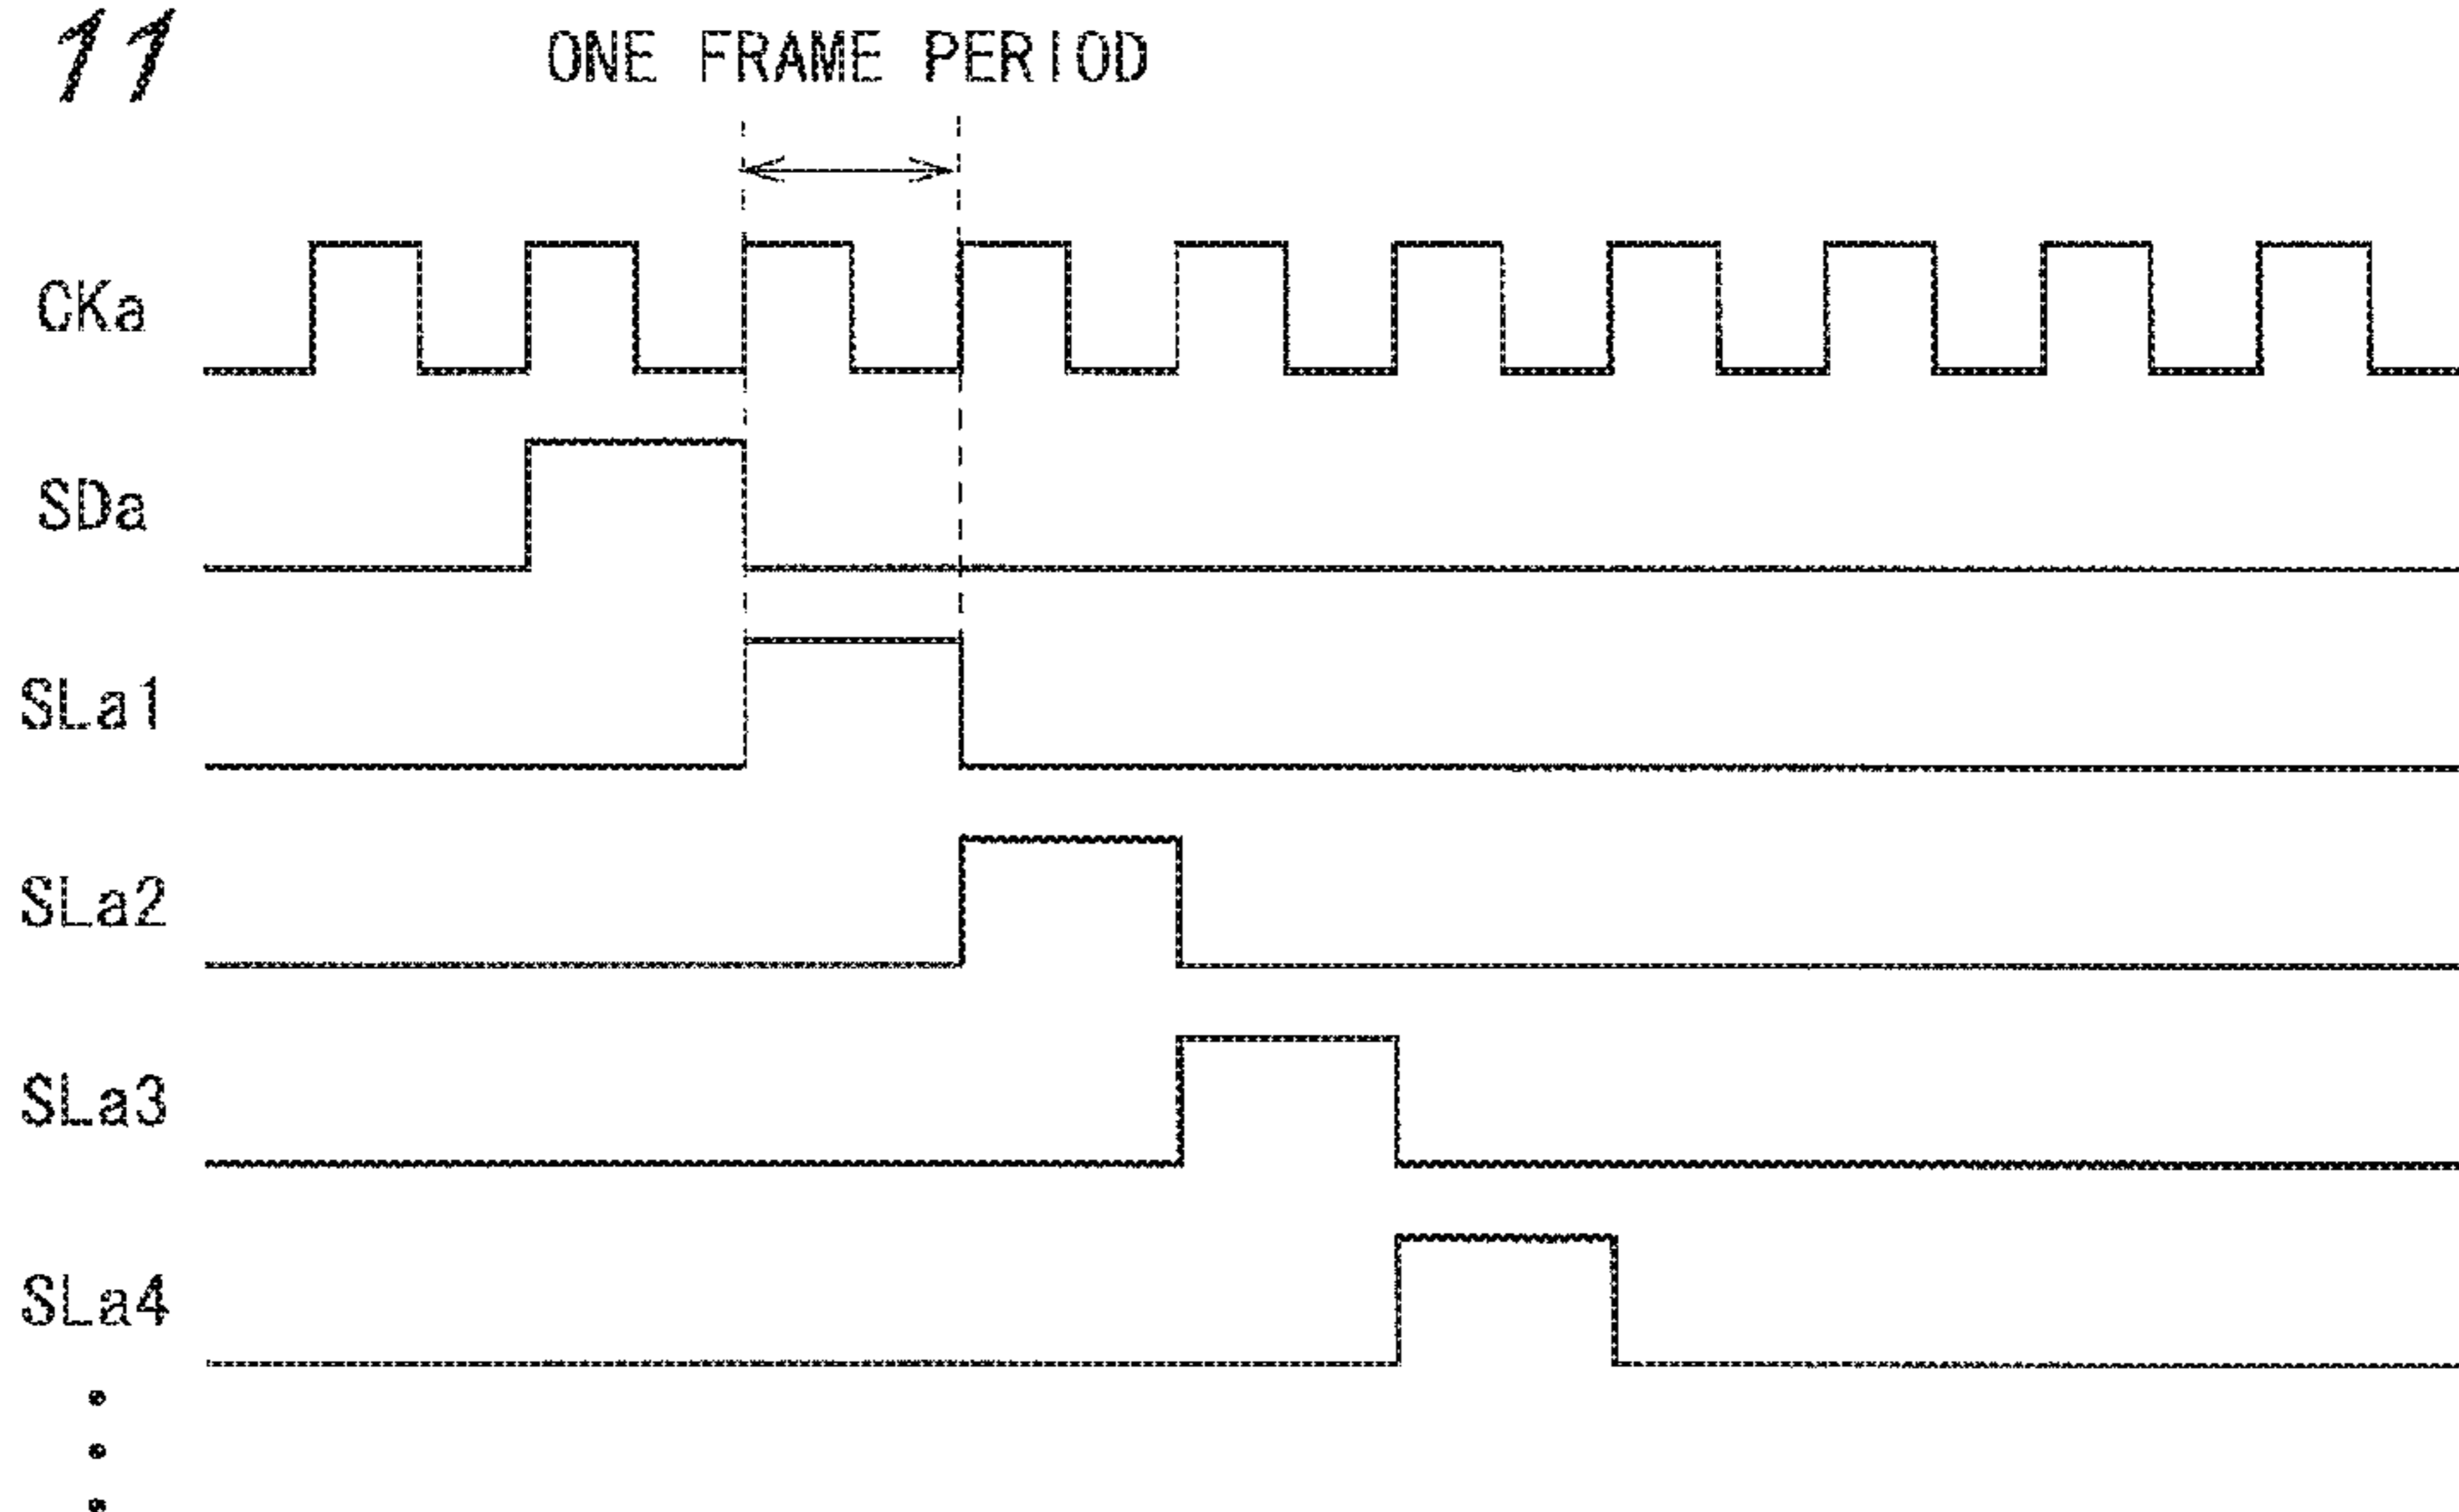 11
ONE FRAME PERIOD
CKa
SDa
SLa1
SLa2
SLa3
SLa4